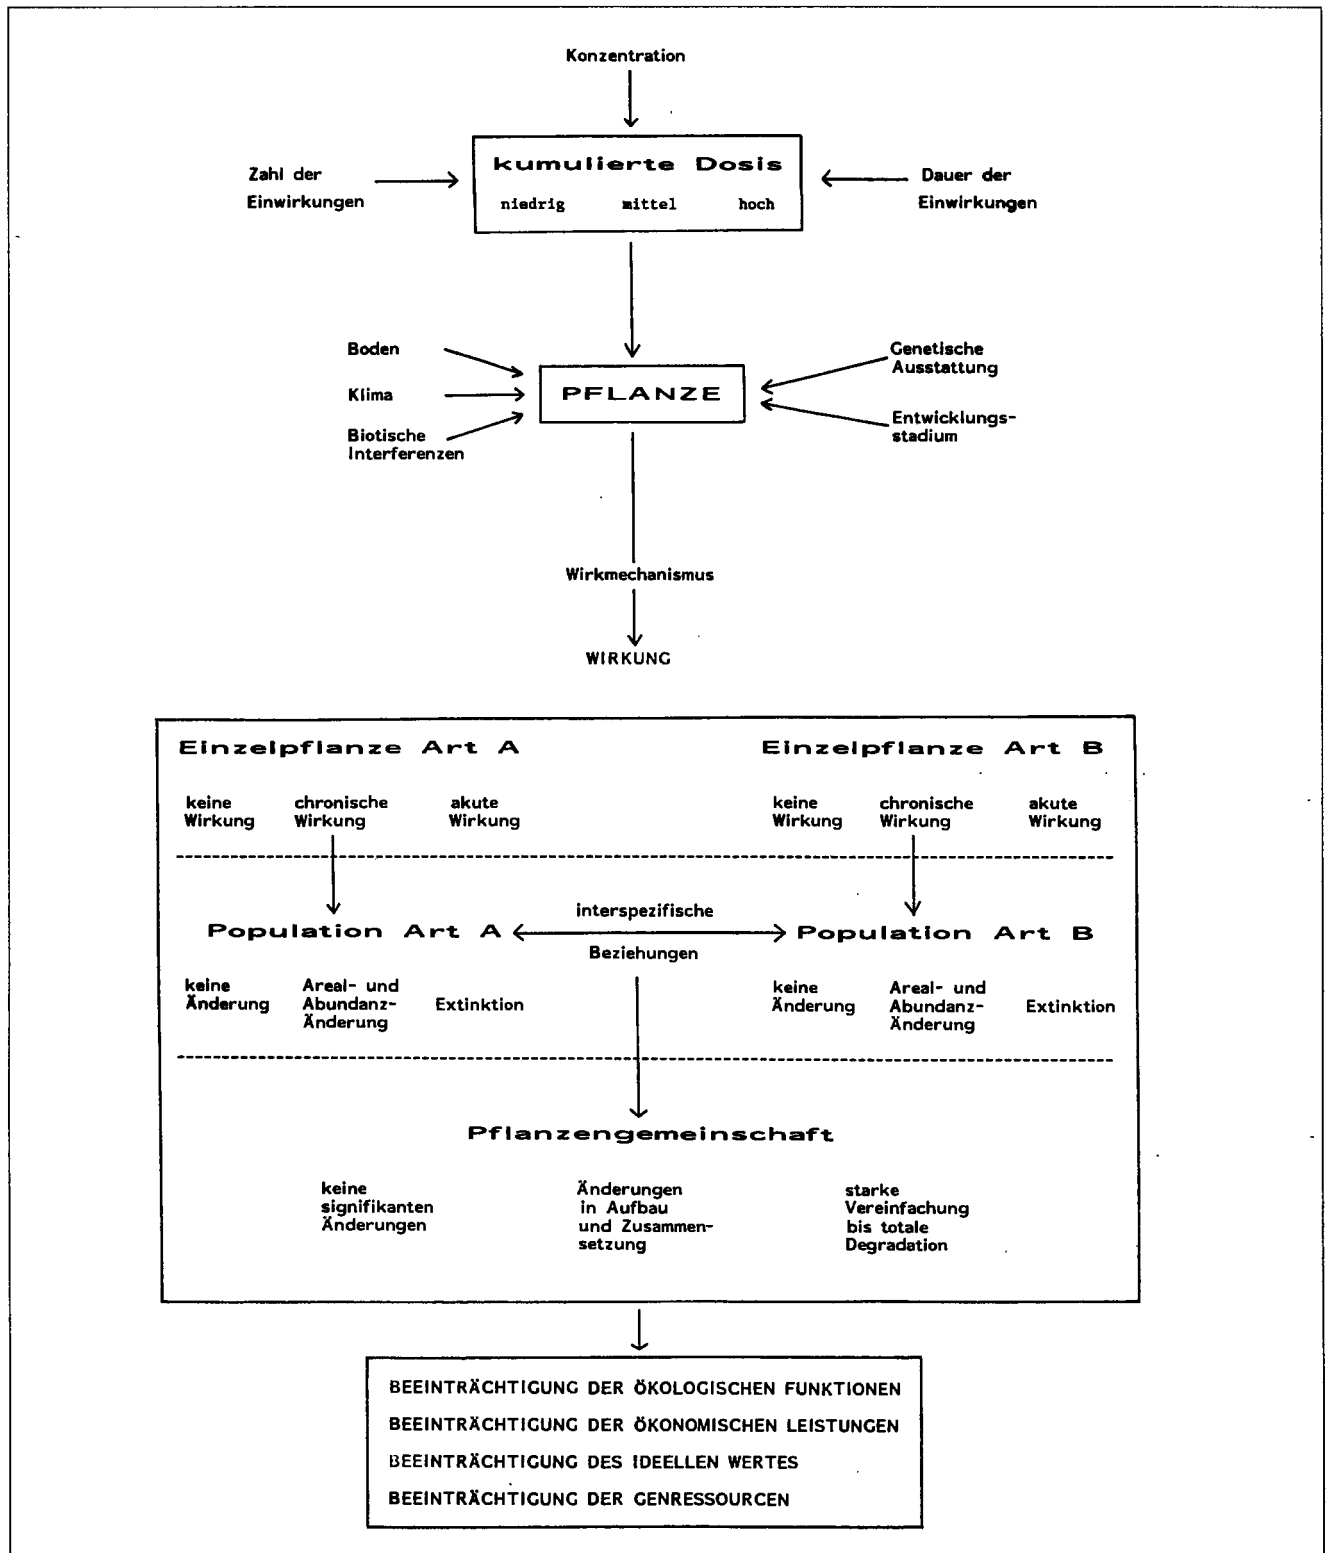 Konzentration
kumulierte Dosis
niedrig mittel hoch
Zahl der
Einwirkungen
Dauer der
Einwirkungen
Boden
Klima
Biotische
Interferenzen
PFLANZE
Genetische
Ausstattung
Entwicklungs-
stadium
Wirkmechanismus
WIRKUNG
Einzelpflanze Art A
keine
Wirkung
chronische
Wirkung
akute
Wirkung
Einzelpflanze Art B
keine
Wirkung
chronische
Wirkung
akute
Wirkung
Population Art A
interspezifische
Beziehungen
Population Art B
keine
Änderung
Areal- und
Abundanz-
Änderung
Extinktion
keine
Änderung
Areal- und
Abundanz-
Änderung
Extinktion
Pflanzengemeinschaft
keine
signifikanten
Änderungen
Änderungen
in Aufbau
und Zusammen-
setzung
starke
Vereinfachung
bis totale
Degradation
BEEINTRÄCHTIGUNG DER ÖKOLOGISCHEN FUNKTIONEN
BEEINTRÄCHTIGUNG DER ÖKONOMISCHEN LEISTUNGEN
BEEINTRÄCHTIGUNG DES IDEELLEN WERTES
BEEINTRÄCHTIGUNG DER GENRESSOURCEN